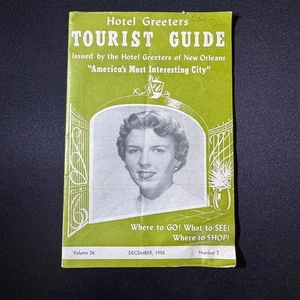 Hotel Greeters
TOURIST GUIDE
Issued by the Hotel Greeters of New Orleans
"America's Most Interesting City"
Where to GO! What to SEE!
Where to SHOP!
Volume 26
DECEMBER, 1955
Number 2